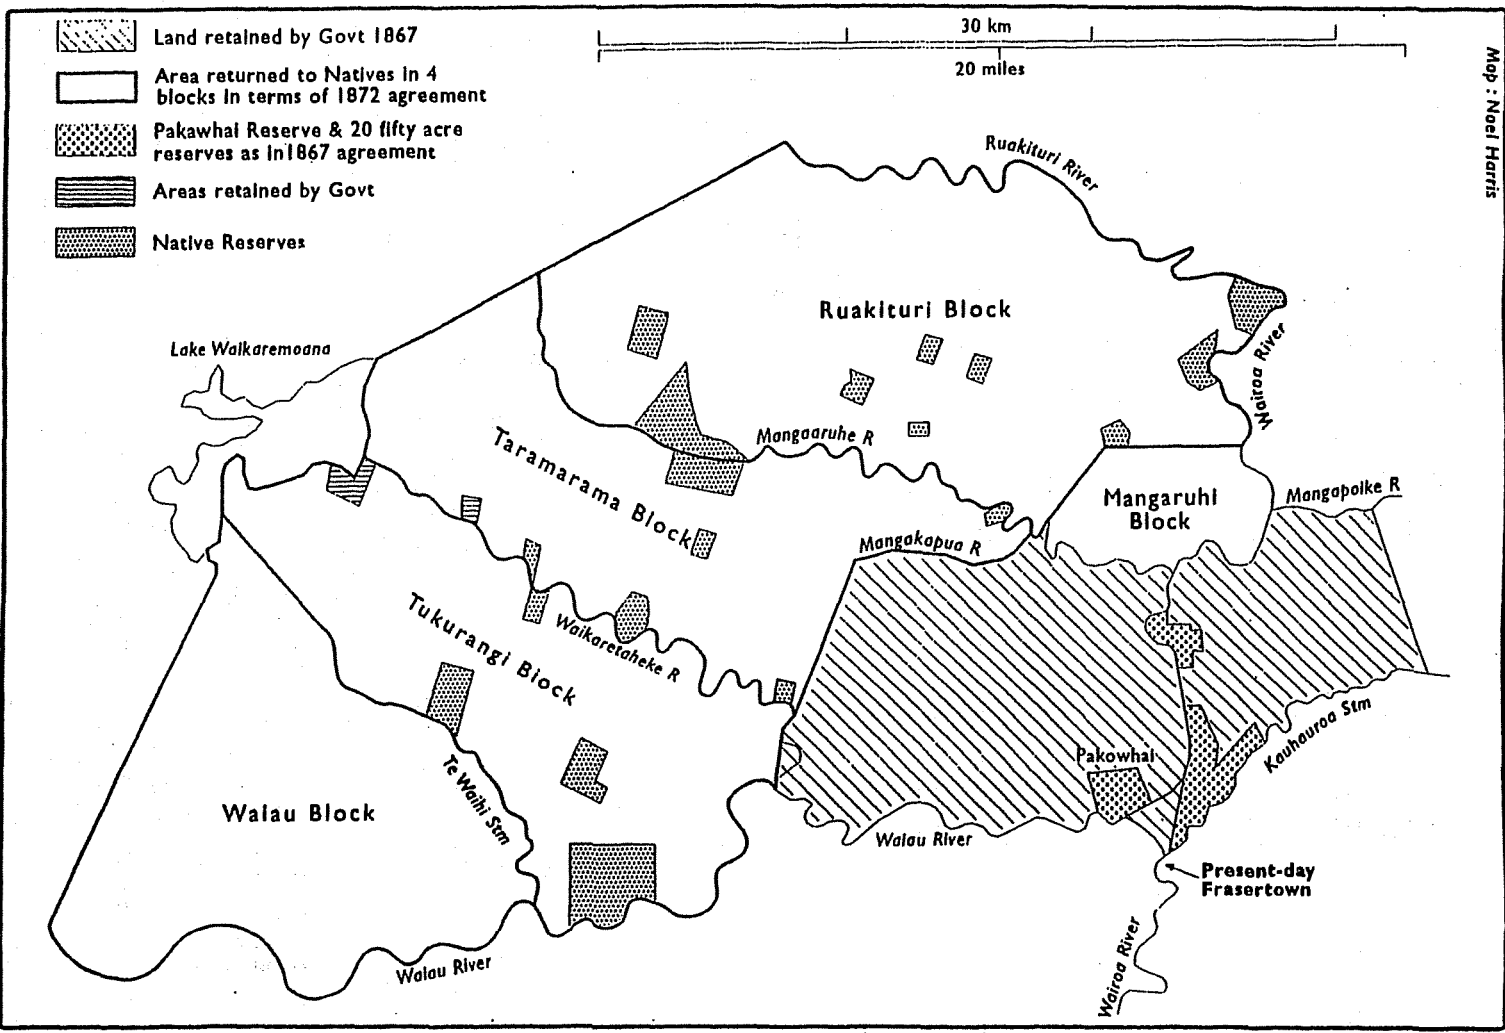 Land retained by Govt 1867
Area returned to Natives in 4
blocks in terms of 1872 agreement
Pakawhai Reserve & 20 fifty acre
reserves as in 1867 agreement
Areas retained by Govt
Native Reserves
30 km
20 miles
Map : Noel Harris
Ruakituri River
Ruakituri Block
Lake Waikaremoana
Wairoa River
Mangaaruhe R
Taramarama Block
Mangaruhi
Block
Mangapoike R
Mangakapua R
Tukurangi Block
Waikaretaheke R
Kauhauroa Stm
Pakowhai
Te Waihi Stm
Waiau Block
Waiau River
Present-day
Frasertown
Waiau River
Wairoa River